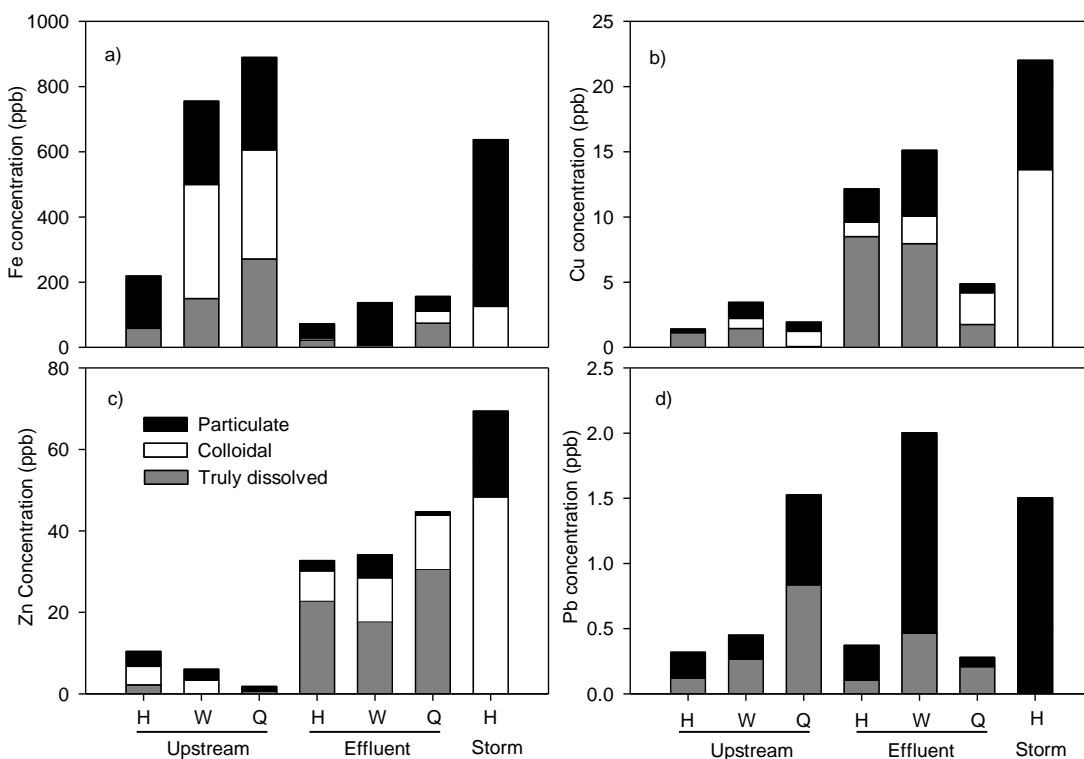 1000
800
600
400
200
0
Fe concentration (ppb)
a)
25
20
15
10
5
0
Cu concentration (ppb)
b)
80
60
40
20
0
Zn Concentration (ppb)
c)
Particulate
Colloidal
Truly dissolved
H W Q H W Q H
Upstream Effluent Storm
2.5
2.0
1.5
1.0
0.5
0.0
Pb concentration (ppb)
d)
H W Q H W Q H
Upstream Effluent Storm